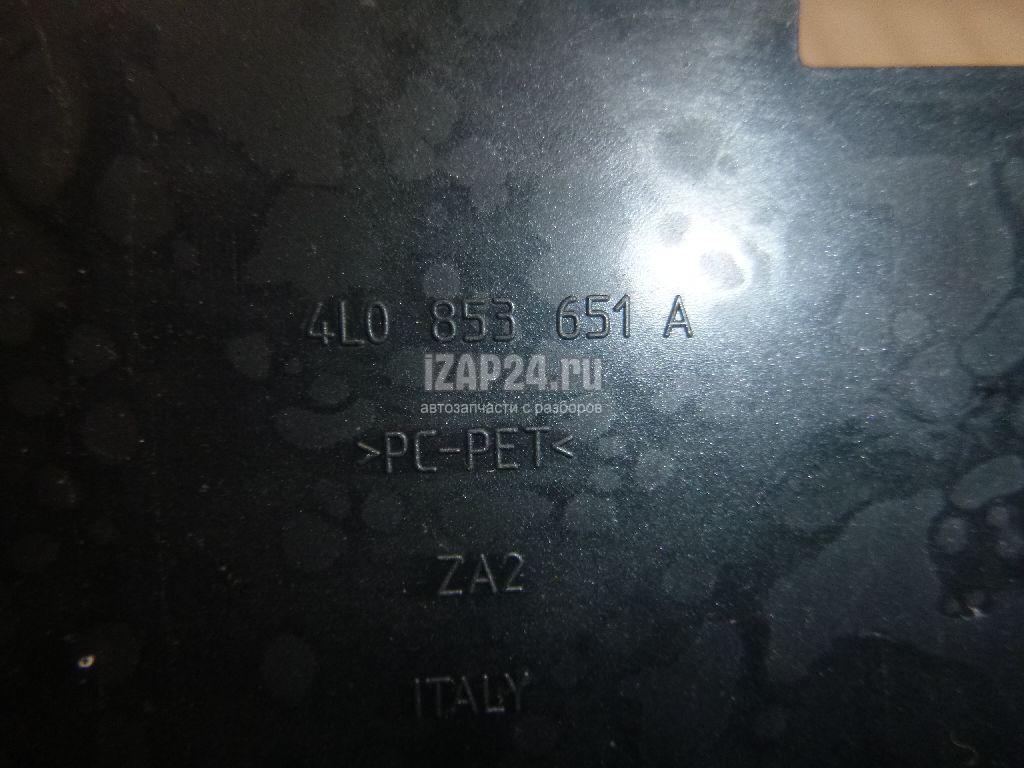 4L0 853 651 A
iZAP24.ru
автозапчасти с разборов
>PC-PET<
ZA2
ITALY